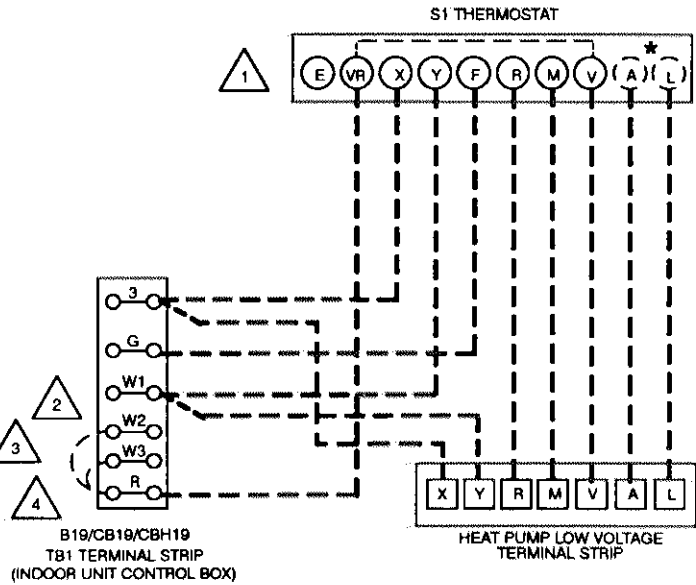 S1 THERMOSTAT
*
1
E VR X Y F R M V A L
3
G
W1
2
W2
3
W3
4
R
X Y R M V A L
B19/CB19/CBH19
TB1 TERMINAL STRIP
(INDOOR UNIT CONTROL BOX)
HEAT PUMP LOW VOLTAGE
TERMINAL STRIP